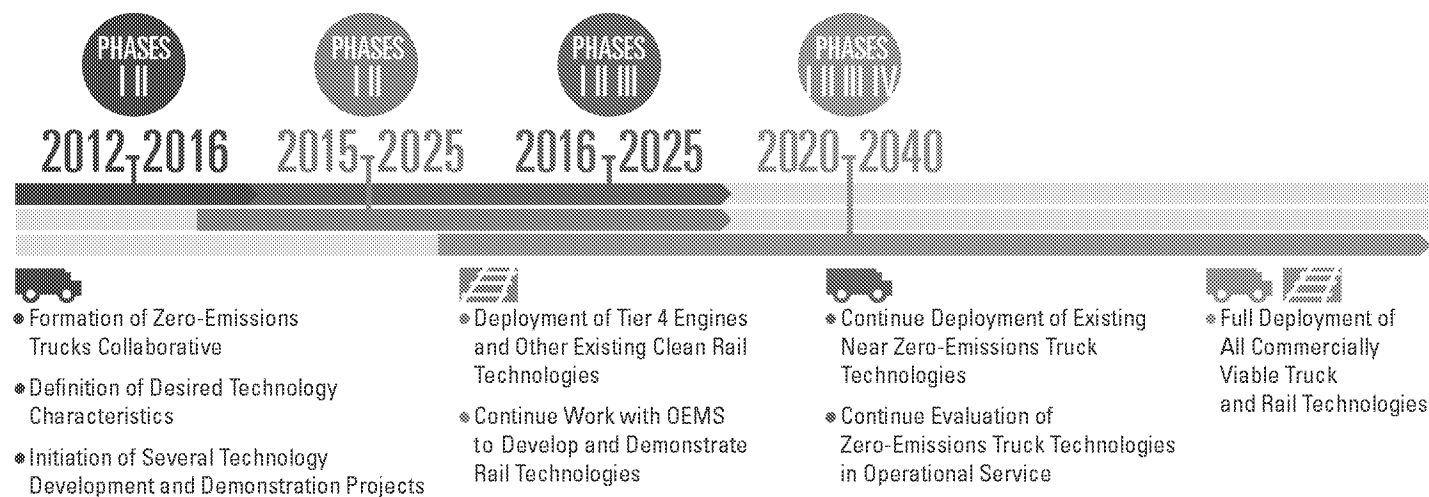 PHASES
I II
2012-2016
PHASES
I II
2015-2025
PHASES
I II III
2016-2025
PHASES
I II III IV
2020-2040
• Formation of Zero-Emissions
Trucks Collaborative
• Definition of Desired Technology
Characteristics
• Initiation of Several Technology
Development and Demonstration Projects
• Deployment of Tier 4 Engines
and Other Existing Clean Rail
Technologies
• Continue Work with OEMS
to Develop and Demonstrate
Rail Technologies
• Continue Deployment of Existing
Near Zero-Emissions Truck
Technologies
• Continue Evaluation of
Zero-Emissions Truck Technologies
in Operational Service
• Full Deployment of
All Commercially
Viable Truck
and Rail Technologies